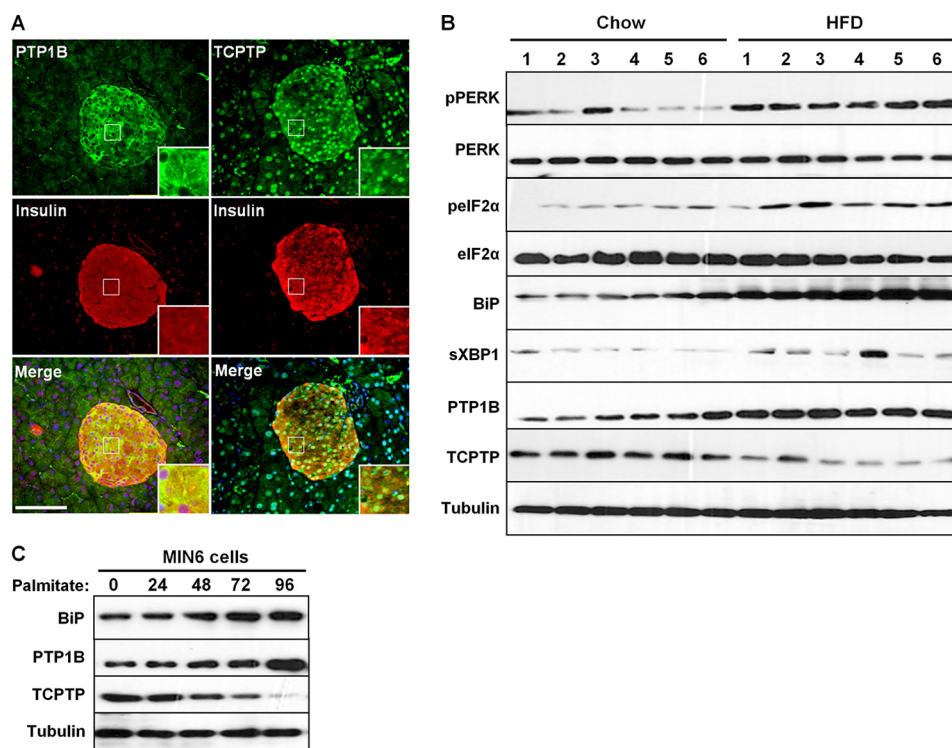 A
PTP1B
TCPTP
Insulin
Insulin
Merge
Merge
B
Chow HFD
1 2 3 4 5 6 1 2 3 4 5 6
pPERK
PERK
peIF2α
eIF2α
BiP
sXBP1
PTP1B
TCPTP
Tubulin
C
MIN6 cells
Palmitate: 0 24 48 72 96
BiP
PTP1B
TCPTP
Tubulin